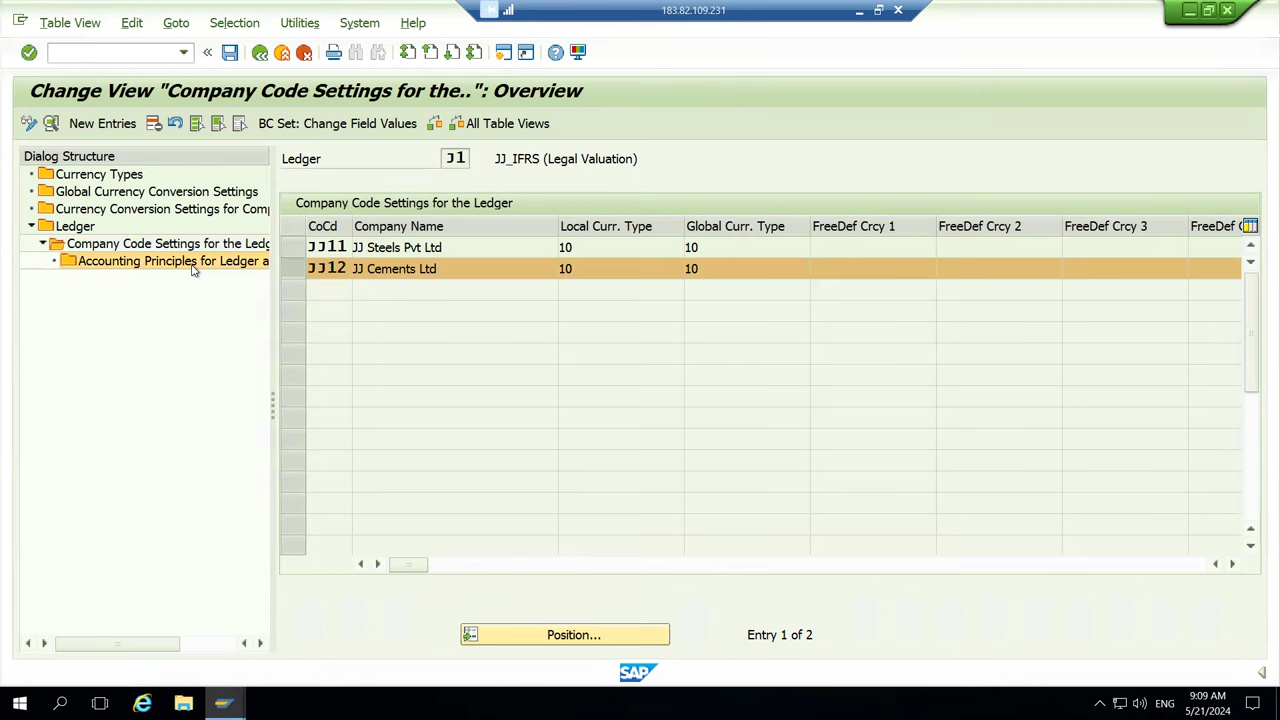 183.82.109.231
Table View Edit Goto Selection Utilities System Help
Change View "Company Code Settings for the..": Overview
New Entries BC Set: Change Field Values All Table Views
Dialog Structure
Currency Types
Global Currency Conversion Settings
Currency Conversion Settings for Comp
Ledger
Company Code Settings for the Ledg
Accounting Principles for Ledger a
Ledger J1 JJ_IFRS (Legal Valuation)
Company Code Settings for the Ledger
CoCd Company Name Local Curr. Type Global Curr. Type FreeDef Crcy 1 FreeDef Crcy 2 FreeDef Crcy 3 FreeDef C
JJ11 JJ Steels Pvt Ltd 10 10
JJ12 JJ Cements Ltd 10 10
Position... Entry 1 of 2
SAP
ENG
9:09 AM
5/21/2024